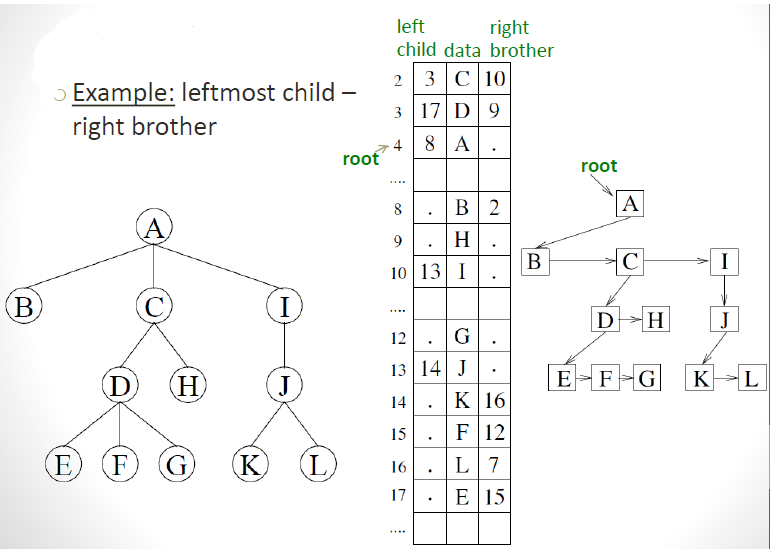 Example: leftmost child –
right brother
left right
child data brother
2 3 C 10
3 17 D 9
root 4 8 A .
....
8 . B 2
9 . H .
10 13 I .
....
12 . G .
13 14 J .
14 . K 16
15 . F 12
16 . L 7
17 . E 15
....
A
B C I
D H J
E F G K L
root
A
B C I
D H J
E F G K L